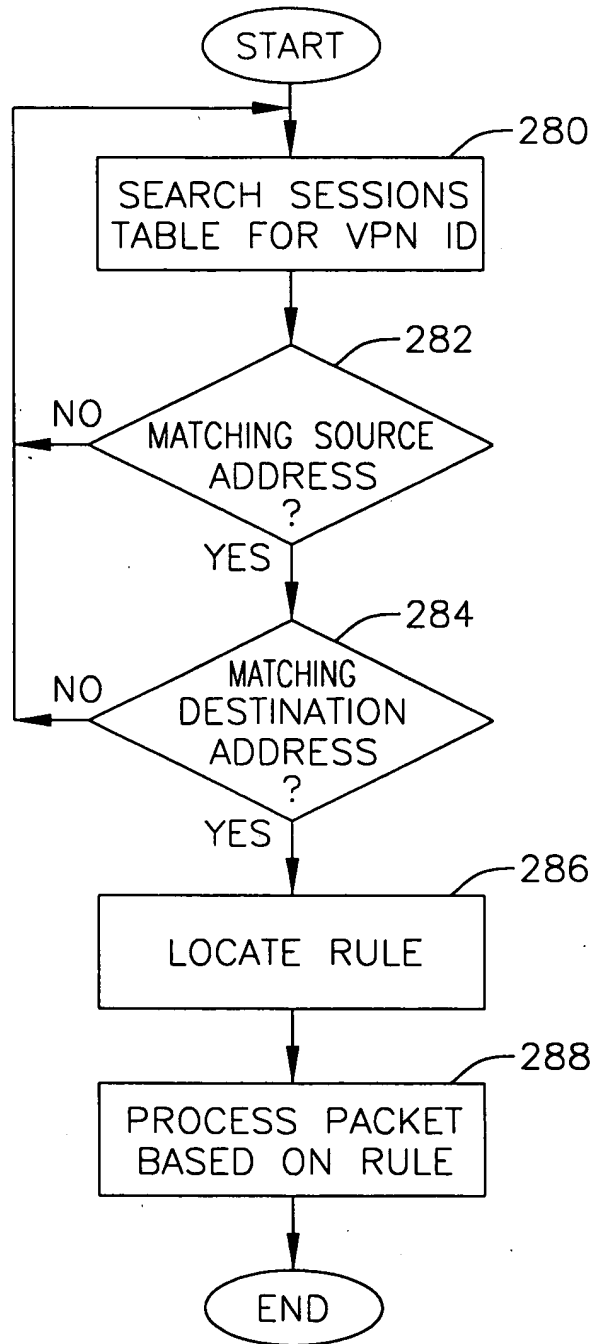 START
280
SEARCH SESSIONS
TABLE FOR VPN ID
282
NO
MATCHING SOURCE
ADDRESS
?
YES
284
NO
MATCHING
DESTINATION
ADDRESS
?
YES
286
LOCATE RULE
288
PROCESS PACKET
BASED ON RULE
END